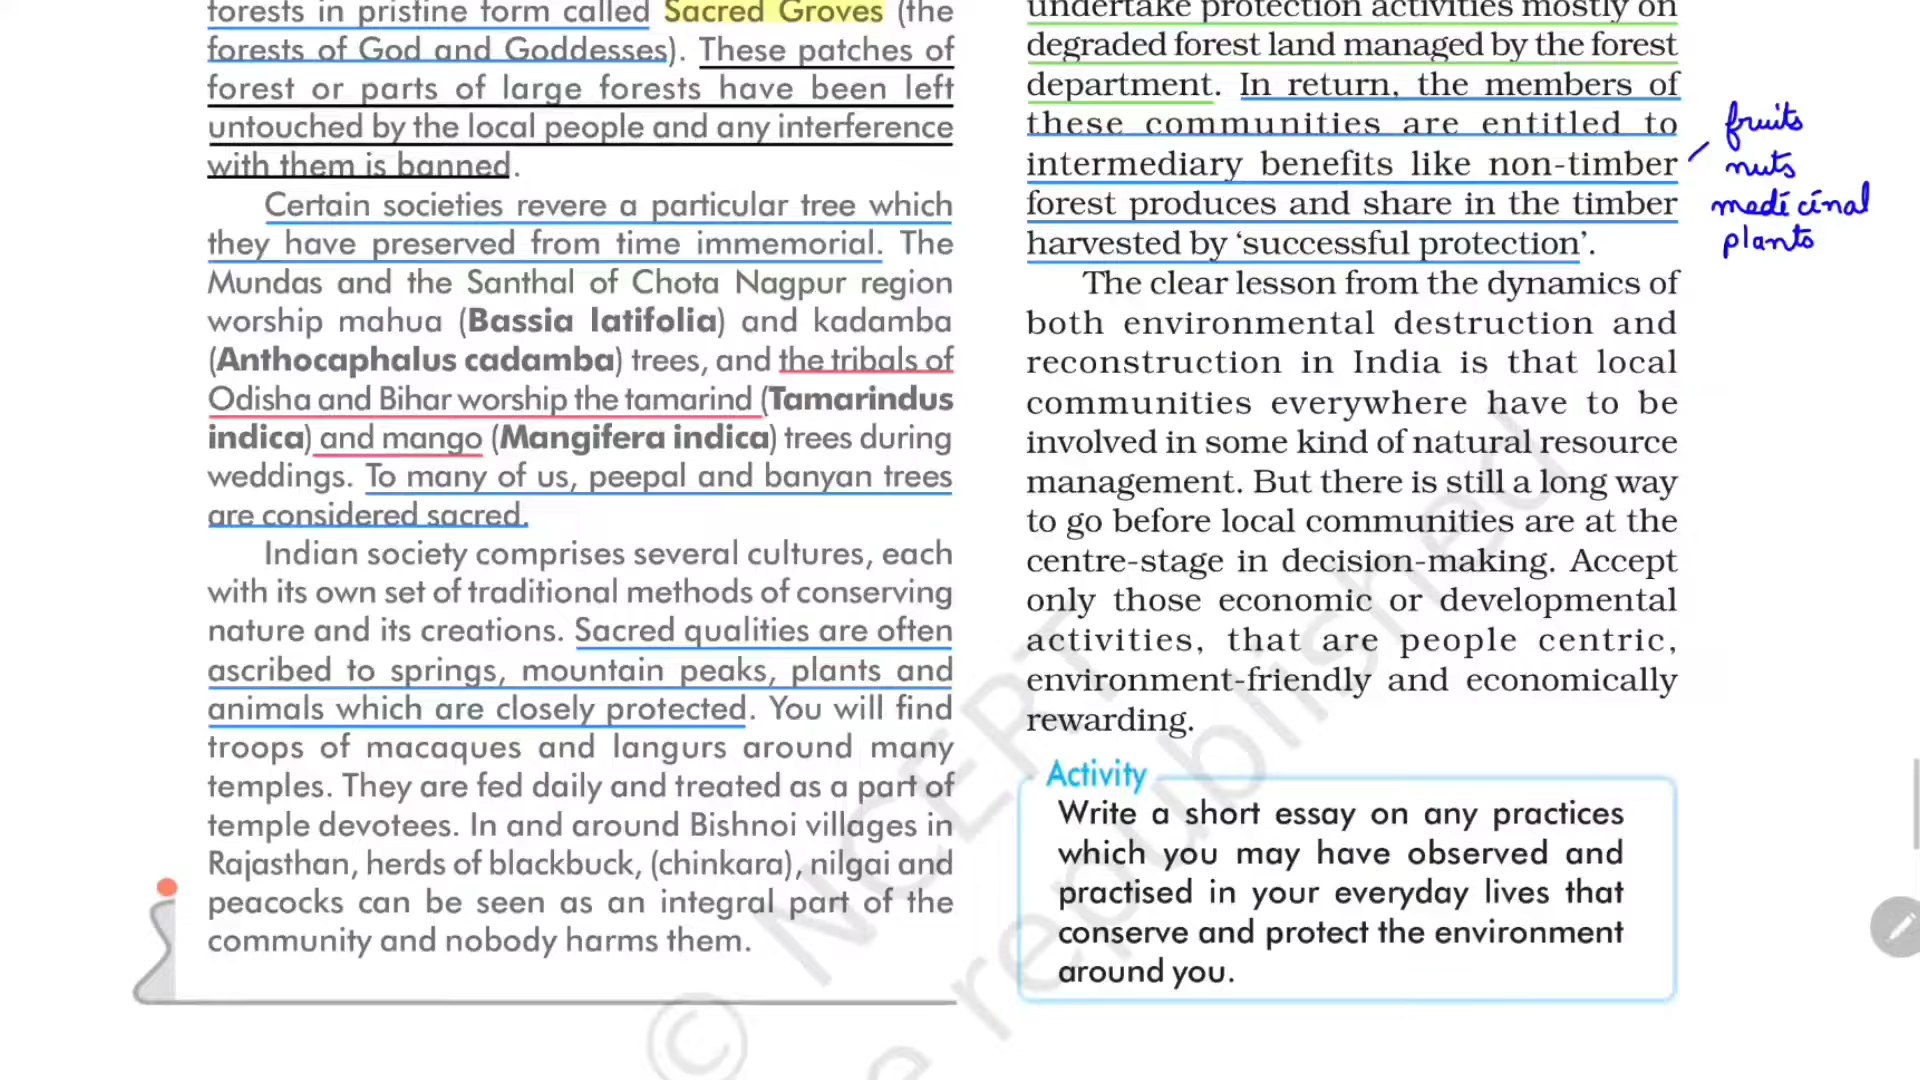 forests in pristine form called Sacred Groves (the
forests of God and Goddesses). These patches of
forest or parts of large forests have been left
untouched by the local people and any interference
with them is banned.
Certain societies revere a particular tree which
they have preserved from time immemorial. The
Mundas and the Santhal of Chota Nagpur region
worship mahua (Bassia latifolia) and kadamba
(Anthocaphalus cadamba) trees, and the tribals of
Odisha and Bihar worship the tamarind (Tamarindus
indica) and mango (Mangifera indica) trees during
weddings. To many of us, peepal and banyan trees
are considered sacred.
Indian society comprises several cultures, each
with its own set of traditional methods of conserving
nature and its creations. Sacred qualities are often
ascribed to springs, mountain peaks, plants and
animals which are closely protected. You will find
troops of macaques and langurs around many
temples. They are fed daily and treated as a part of
temple devotees. In and around Bishnoi villages in
Rajasthan, herds of blackbuck, (chinkara), nilgai and
peacocks can be seen as an integral part of the
community and nobody harms them.
undertake protection activities mostly on
degraded forest land managed by the forest
department. In return, the members of
these communities are entitled to
intermediary benefits like non-timber
forest produces and share in the timber
harvested by ‘successful protection’.
fruits
nuts
medicinal
plants
The clear lesson from the dynamics of
both environmental destruction and
reconstruction in India is that local
communities everywhere have to be
involved in some kind of natural resource
management. But there is still a long way
to go before local communities are at the
centre-stage in decision-making. Accept
only those economic or developmental
activities, that are people centric,
environment-friendly and economically
rewarding.
Activity
Write a short essay on any practices
which you may have observed and
practised in your everyday lives that
conserve and protect the environment
around you.
© NCERT
be republished